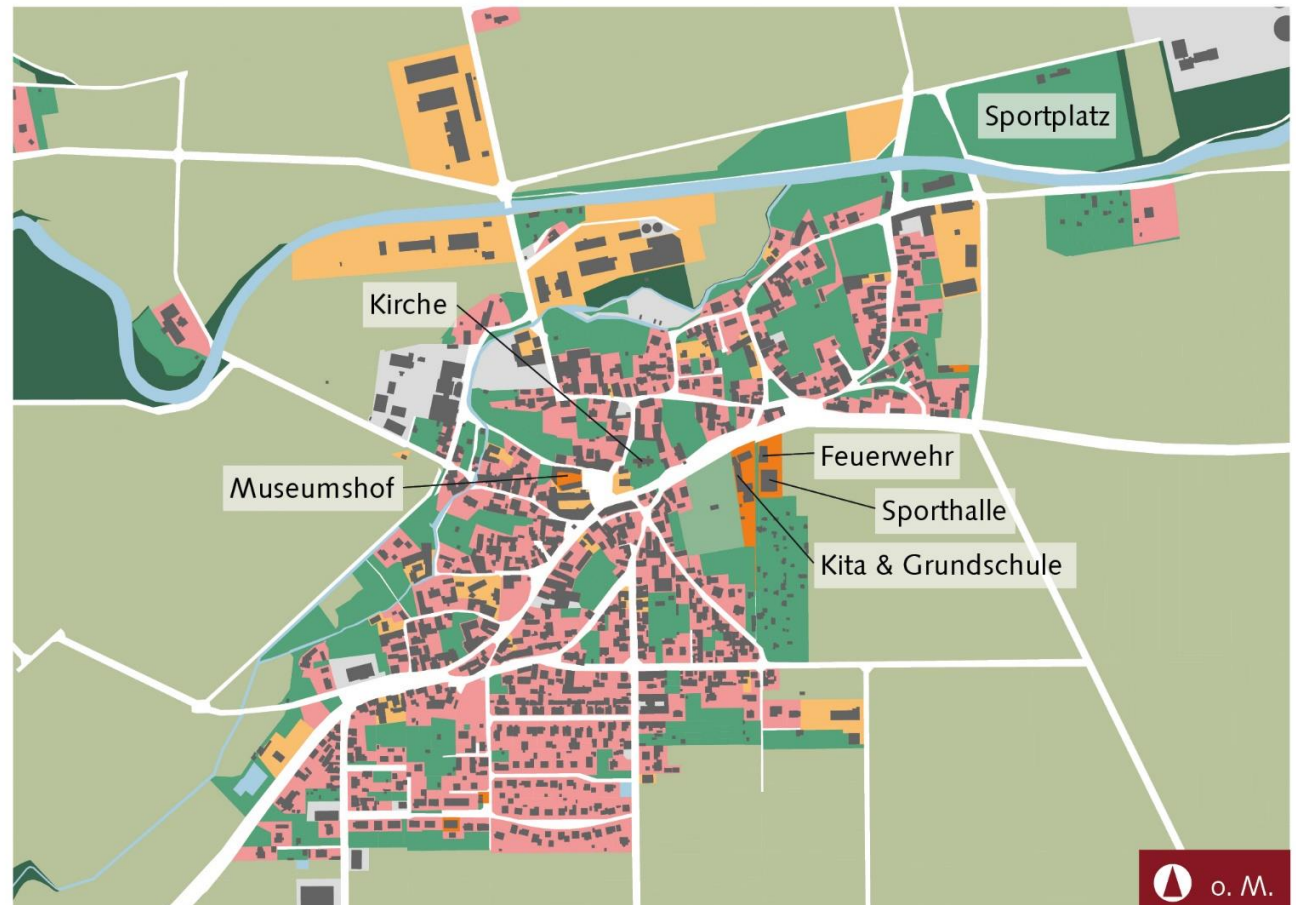 Sportplatz
Kirche
Feuerwehr
Museumshof
Sporthalle
Kita & Grundschule
o. M.